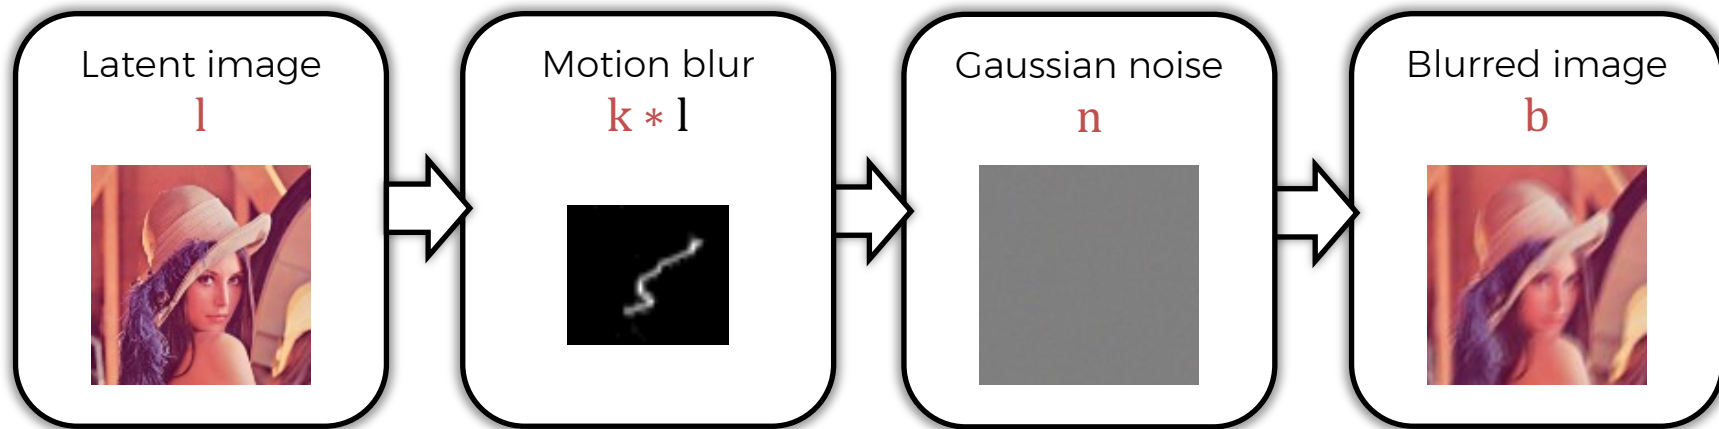 Latent image
l
Motion blur
k * l
Gaussian noise
n
Blurred image
b